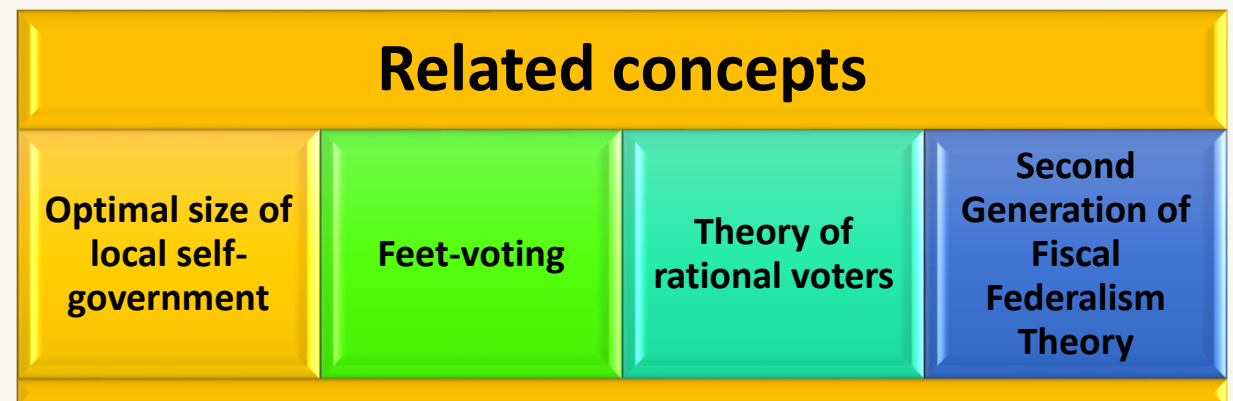 Related concepts
Optimal size of
local self-
government
Feet-voting
Theory of
rational voters
Second
Generation of
Fiscal
Federalism
Theory